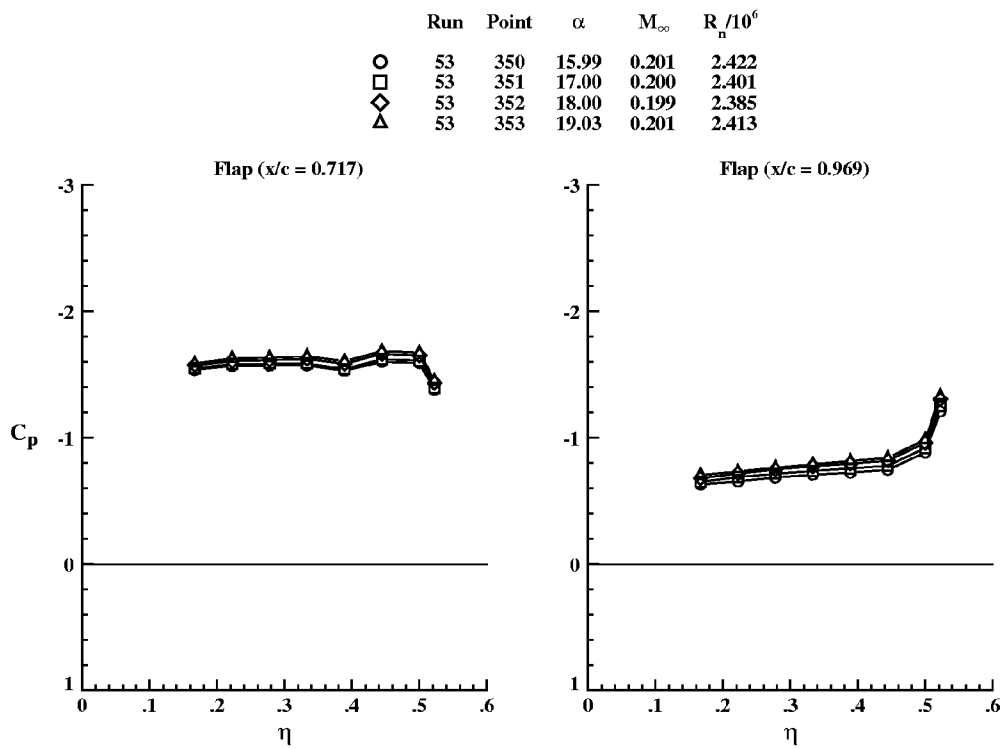 Run Point α M∞ Rn/10^6
53 350 15.99 0.201 2.422
53 351 17.00 0.200 2.401
53 352 18.00 0.199 2.385
53 353 19.03 0.201 2.413
Flap (x/c = 0.717)
-3
-2
-1
0
1
Cp
0 .1 .2 .3 .4 .5 .6
η
Flap (x/c = 0.969)
-3
-2
-1
0
1
0 .1 .2 .3 .4 .5 .6
η